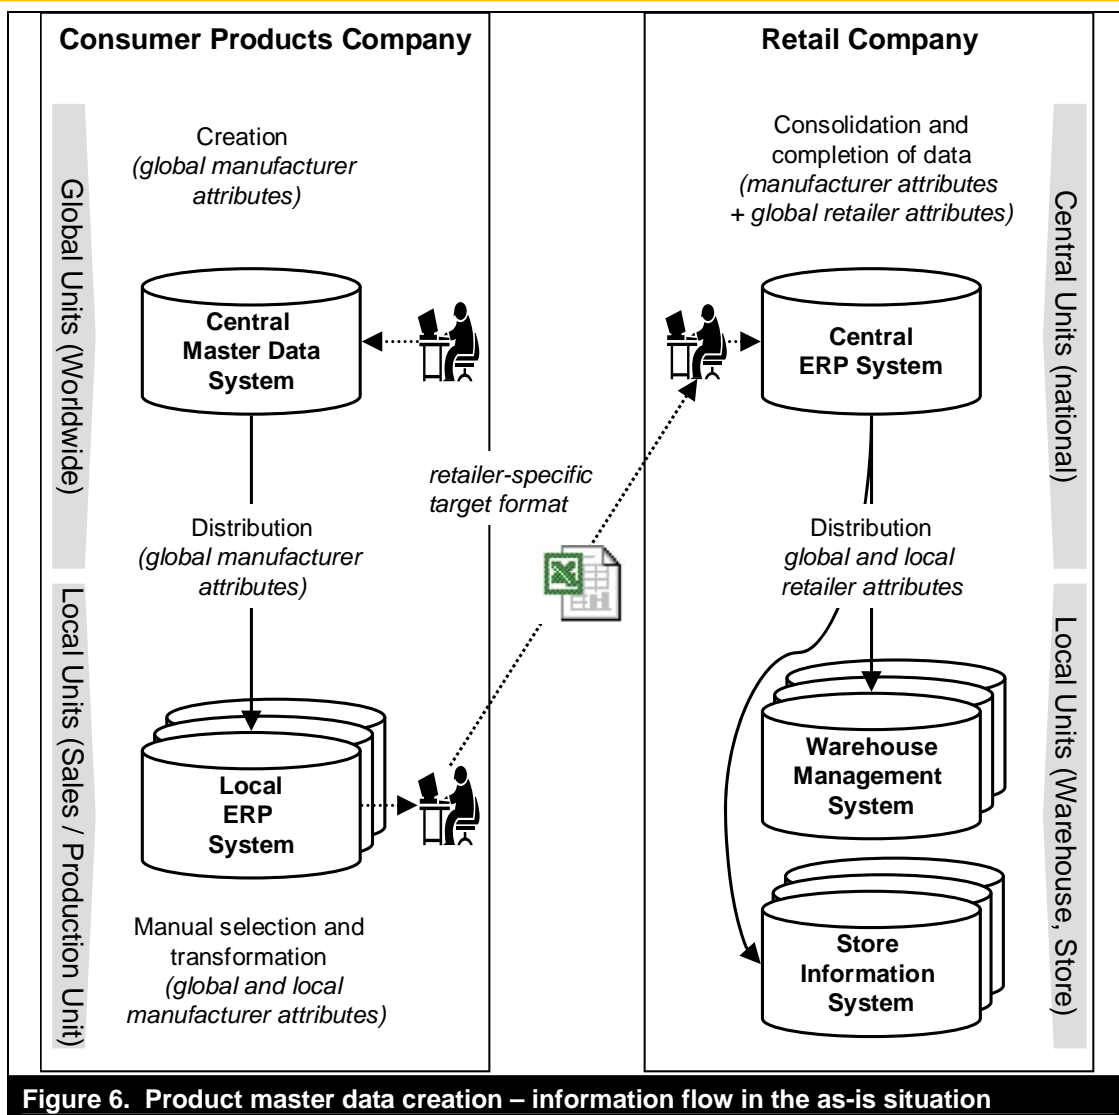 Consumer Products Company
Global Units (Worldwide)
Creation
(global manufacturer
attributes)
Central
Master Data
System
Distribution
(global manufacturer
attributes)
Local Units (Sales / Production Unit)
Local
ERP
System
Manual selection and
transformation
(global and local
manufacturer attributes)
retailer-specific
target format
Retail Company
Consolidation and
completion of data
(manufacturer attributes
+ global retailer attributes)
Central Units (national)
Central
ERP System
Distribution
global and local
retailer attributes
Local Units (Warehouse, Store)
Warehouse
Management
System
Store
Information
System
Figure 6. Product master data creation – information flow in the as-is situation